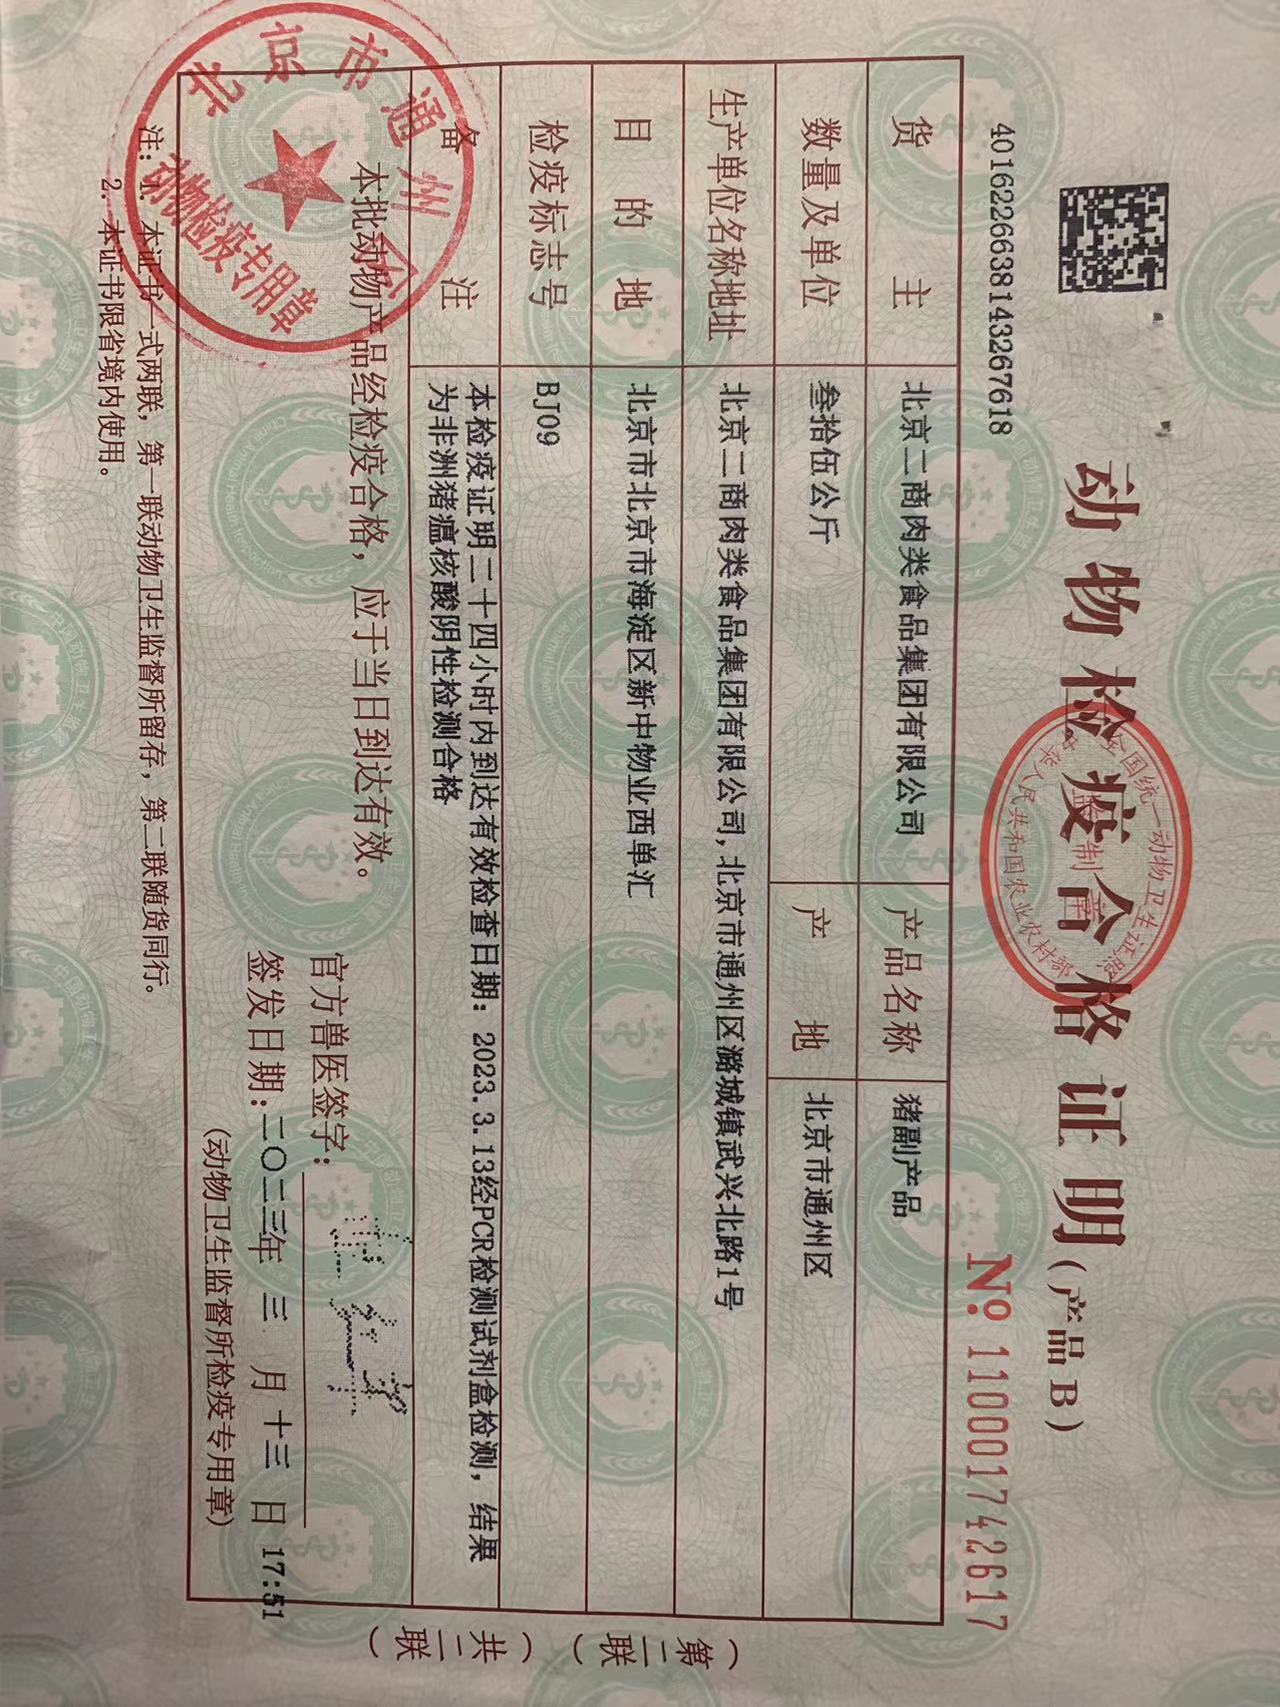 动物检疫合格证明(产品B)
4016226638143267618
№ 110001742617
全国统一动物卫生证照
监制章
中华人民共和国农业农村部
货主 北京二商肉类食品集团有限公司 产品名称 猪副产品
数量及单位 叁拾伍公斤 产地 北京市通州区
生产单位名称地址 北京二商肉类食品集团有限公司,北京市通州区潞城镇武兴北路1号
目的地 北京市北京市海淀区新中物业西单汇
检疫标志号 BJ09
备注 本检疫证明二十四小时内到达有效检查日期:2023.3.13经PCR检测试剂盒检测,结果
为非洲猪瘟核酸阴性检测合格
本批动物产品经检疫合格,应于当日到达有效。
官方兽医签字:
签发日期:二〇二三年 三 月 十三 日 17:51
(动物卫生监督所检疫专用章)
北京市通州区
动物检疫专用章
注:1.本证书一式两联,第一联动物卫生监督所留存,第二联随货同行。
2.本证书限省境内使用。
(第二联)
(共二联)